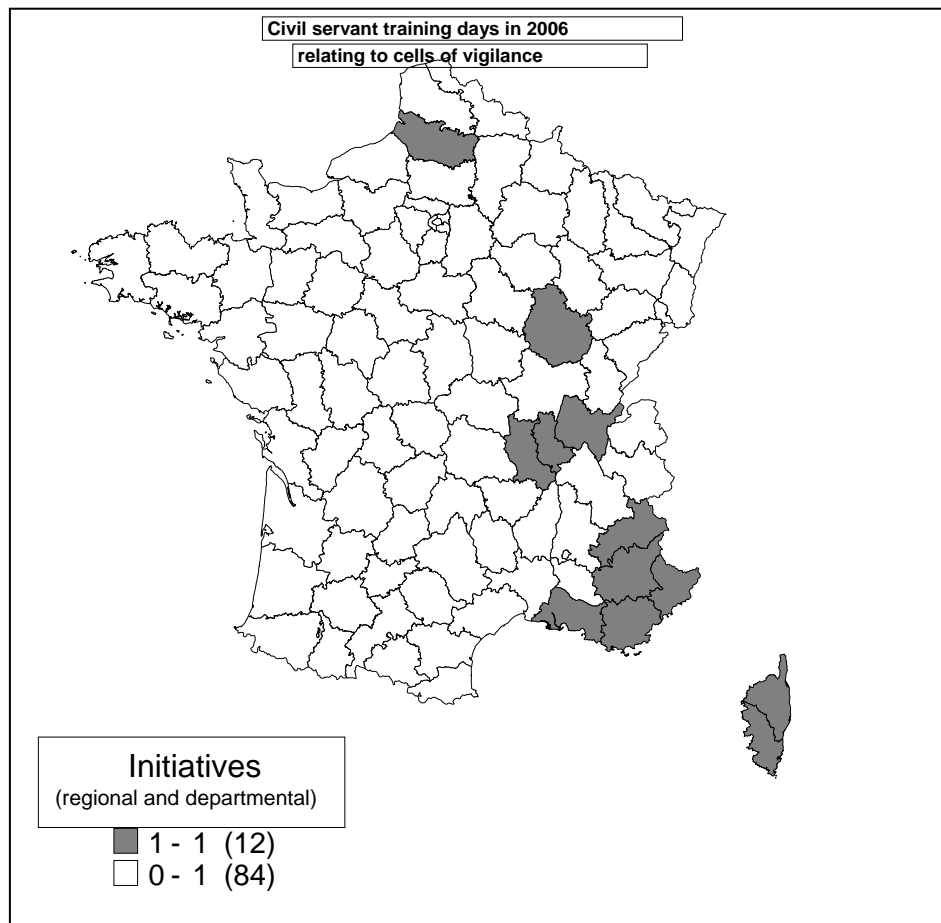 Civil servant training days in 2006
relating to cells of vigilance
Initiatives
(regional and departmental)
1 - 1 (12)
0 - 1 (84)